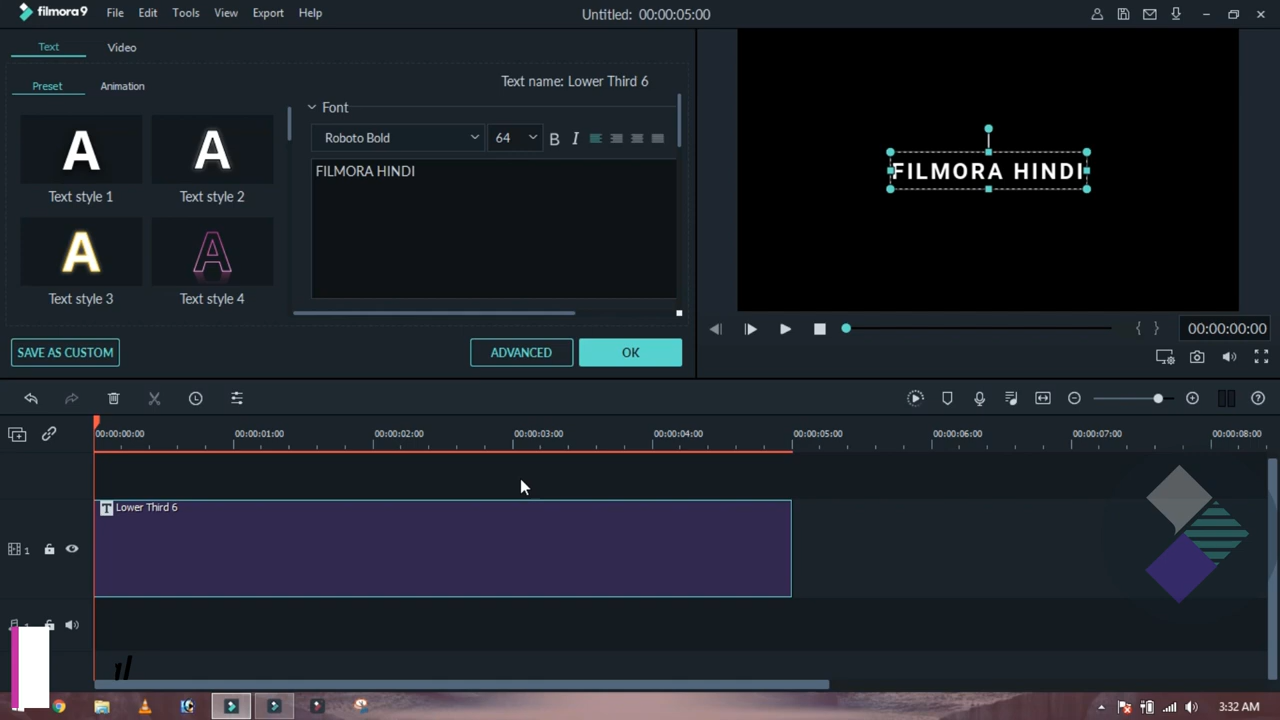 filmora9 File Edit Tools View Export Help Untitled: 00:00:05:00
Text Video
Preset Animation Text name: Lower Third 6
Font
Roboto Bold 64 B I
FILMORA HINDI
A Text style 1
A Text style 2
A Text style 3
A Text style 4
SAVE AS CUSTOM ADVANCED OK
FILMORA HINDI
{ } 00:00:00:00
00:00:00:00 00:00:01:00 00:00:02:00 00:00:03:00 00:00:04:00 00:00:05:00 00:00:06:00 00:00:07:00 00:00:08:00
T Lower Third 6
1
1
3:32 AM